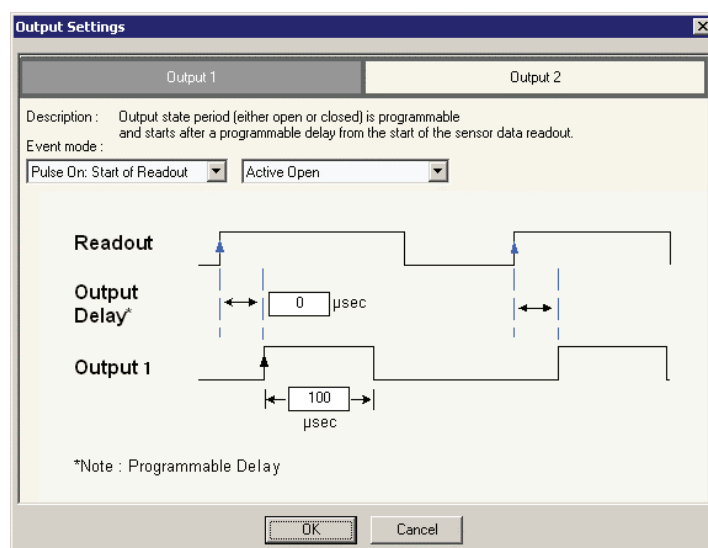 Output Settings
Output 1
Output 2
Description : Output state period (either open or closed) is programmable
and starts after a programmable delay from the start of the sensor data readout.
Event mode :
Pulse On: Start of Readout
Active Open
Readout
Output
Delay*
0 µsec
Output 1
100
µsec
*Note : Programmable Delay
OK
Cancel